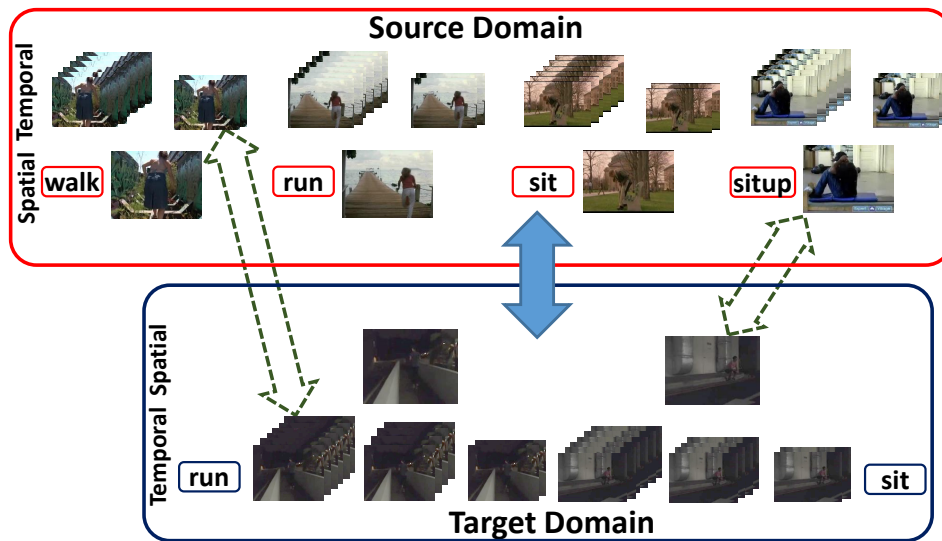 Source Domain
Temporal
Spatial
walk
run
sit
situp
Spatial
Temporal
run
sit
Target Domain